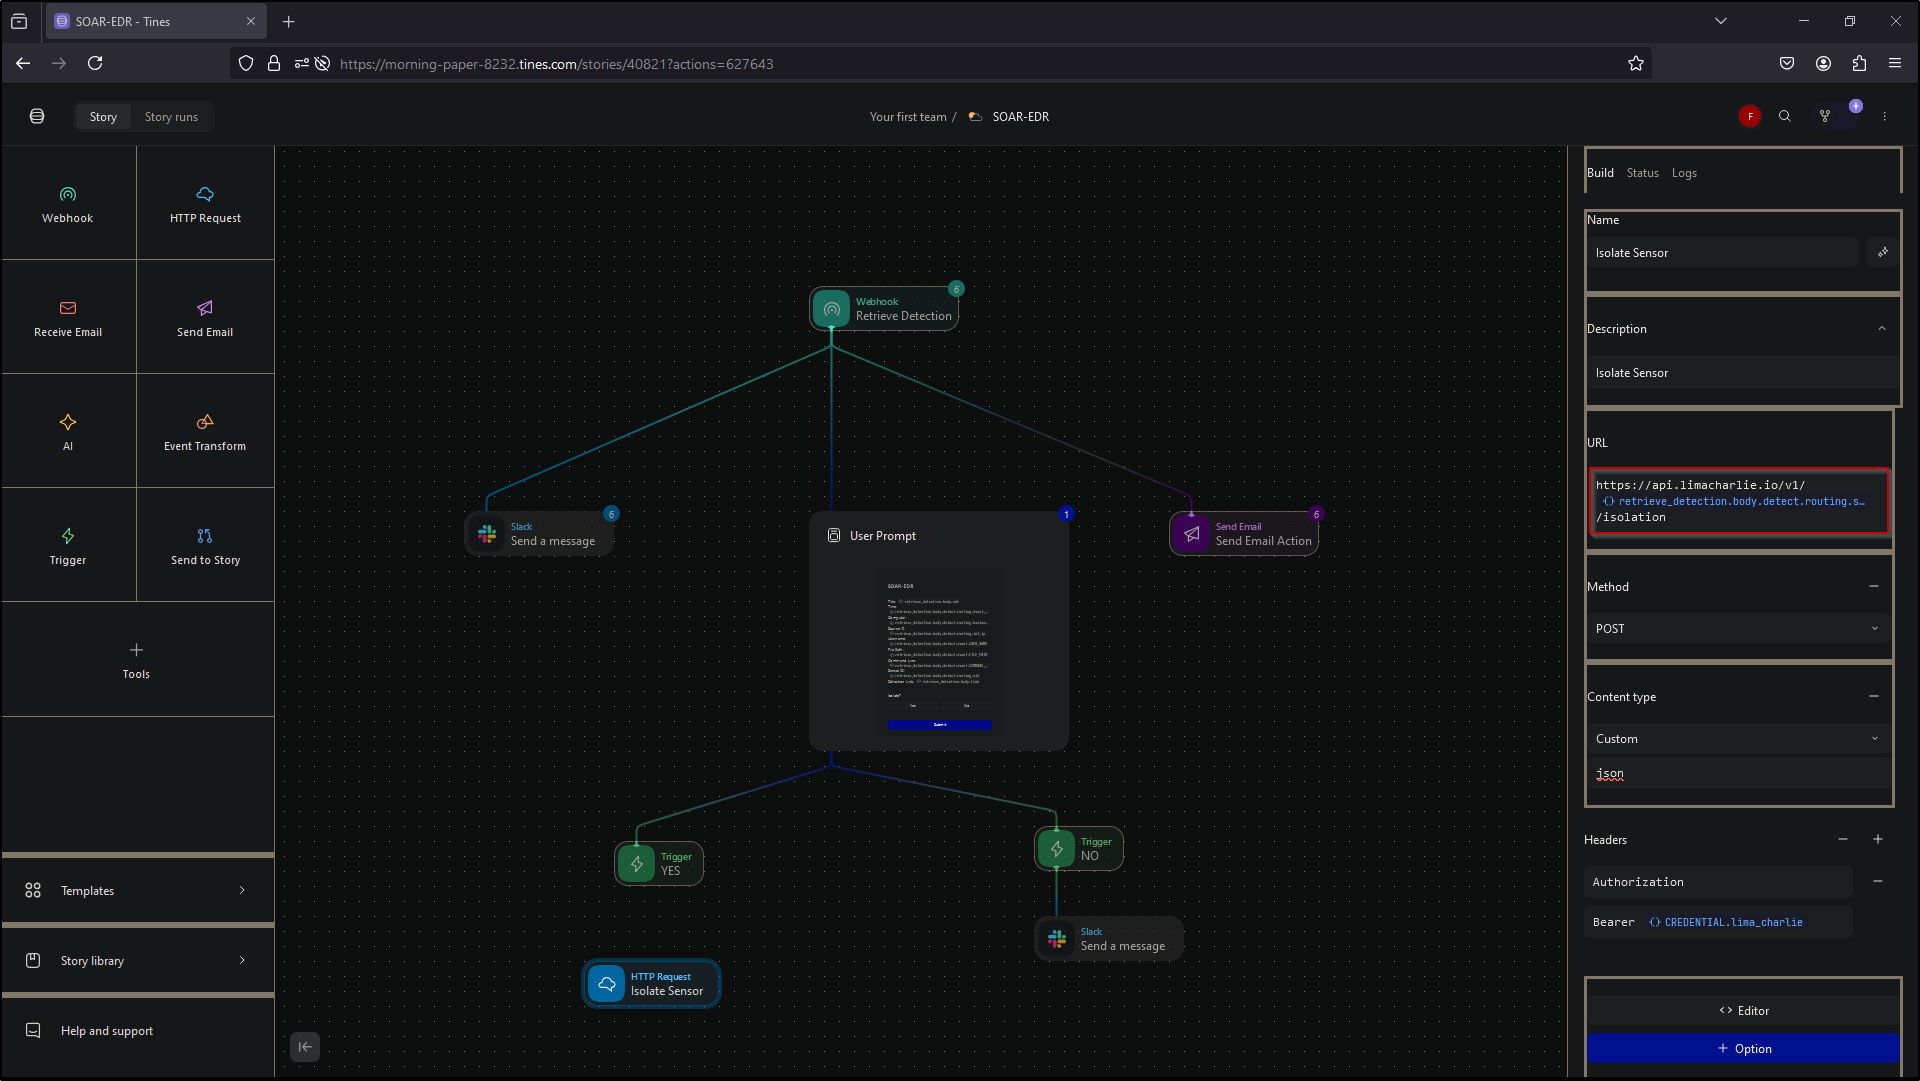 SOAR-EDR - Tines
https://morning-paper-8232.tines.com/stories/40821?actions=627643
Story
Story runs
Your first team /
SOAR-EDR
F
Webhook
HTTP Request
Receive Email
Send Email
AI
Event Transform
Trigger
Send to Story
Tools
Templates
Story library
Help and support
Webhook
Retrieve Detection
6
Slack
Send a message
6
User Prompt
1
SOAR-EDR
Send Email
Send Email Action
6
Trigger
YES
Trigger
NO
Slack
Send a message
HTTP Request
Isolate Sensor
Build
Status
Logs
Name
Isolate Sensor
Description
Isolate Sensor
URL
https://api.limacharlie.io/v1/
{} retrieve_detection.body.detect.routing.s…
/isolation
Method
POST
Content type
Custom
json
Headers
Authorization
Bearer {} CREDENTIAL.lima_charlie
<> Editor
+ Option